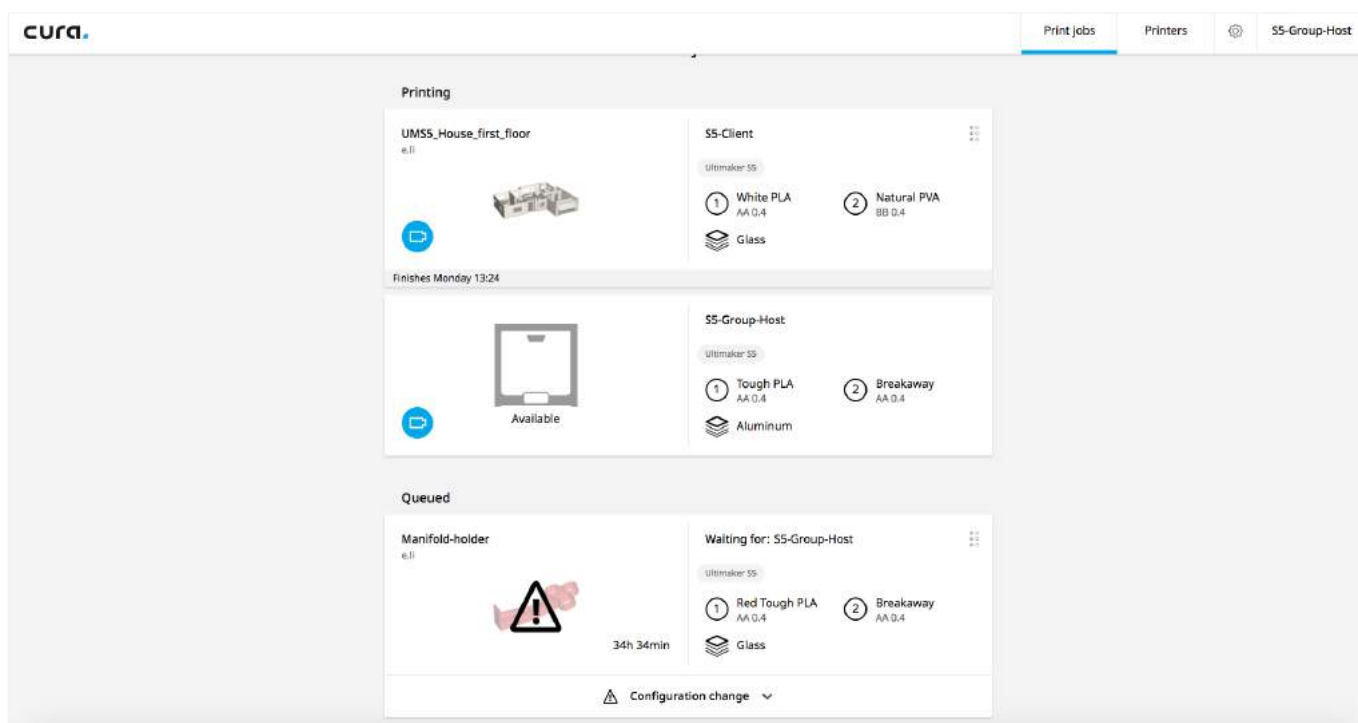 cura.
Print jobs
Printers
S5-Group-Host
Printing
UMS5_House_first_floor
e.li
S5-Client
Ultimaker S5
1 White PLA
AA 0.4
2 Natural PVA
BB 0.4
Glass
Finishes Monday 13:24
Available
S5-Group-Host
Ultimaker S5
1 Tough PLA
AA 0.4
2 Breakaway
AA 0.4
Aluminum
Queued
Manifold-holder
e.li
34h 34min
Waiting for: S5-Group-Host
Ultimaker S5
1 Red Tough PLA
AA 0.4
2 Breakaway
AA 0.4
Glass
Configuration change